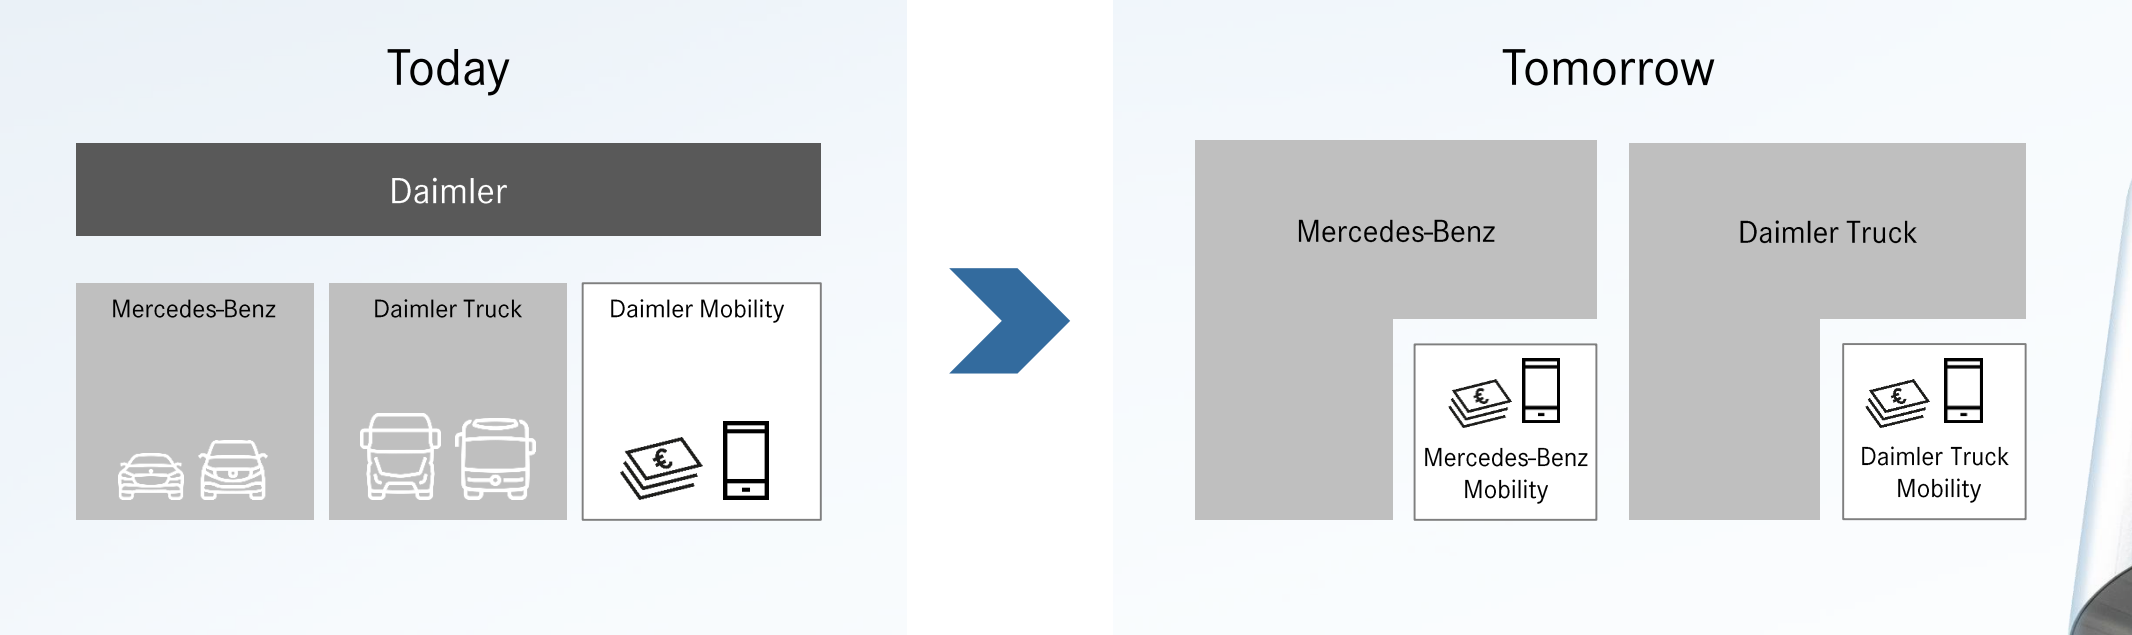 Today
Daimler
Mercedes-Benz
Daimler Truck
Daimler Mobility
€
Tomorrow
Mercedes-Benz
Daimler Truck
€
Mercedes-Benz
Mobility
€
Daimler Truck
Mobility